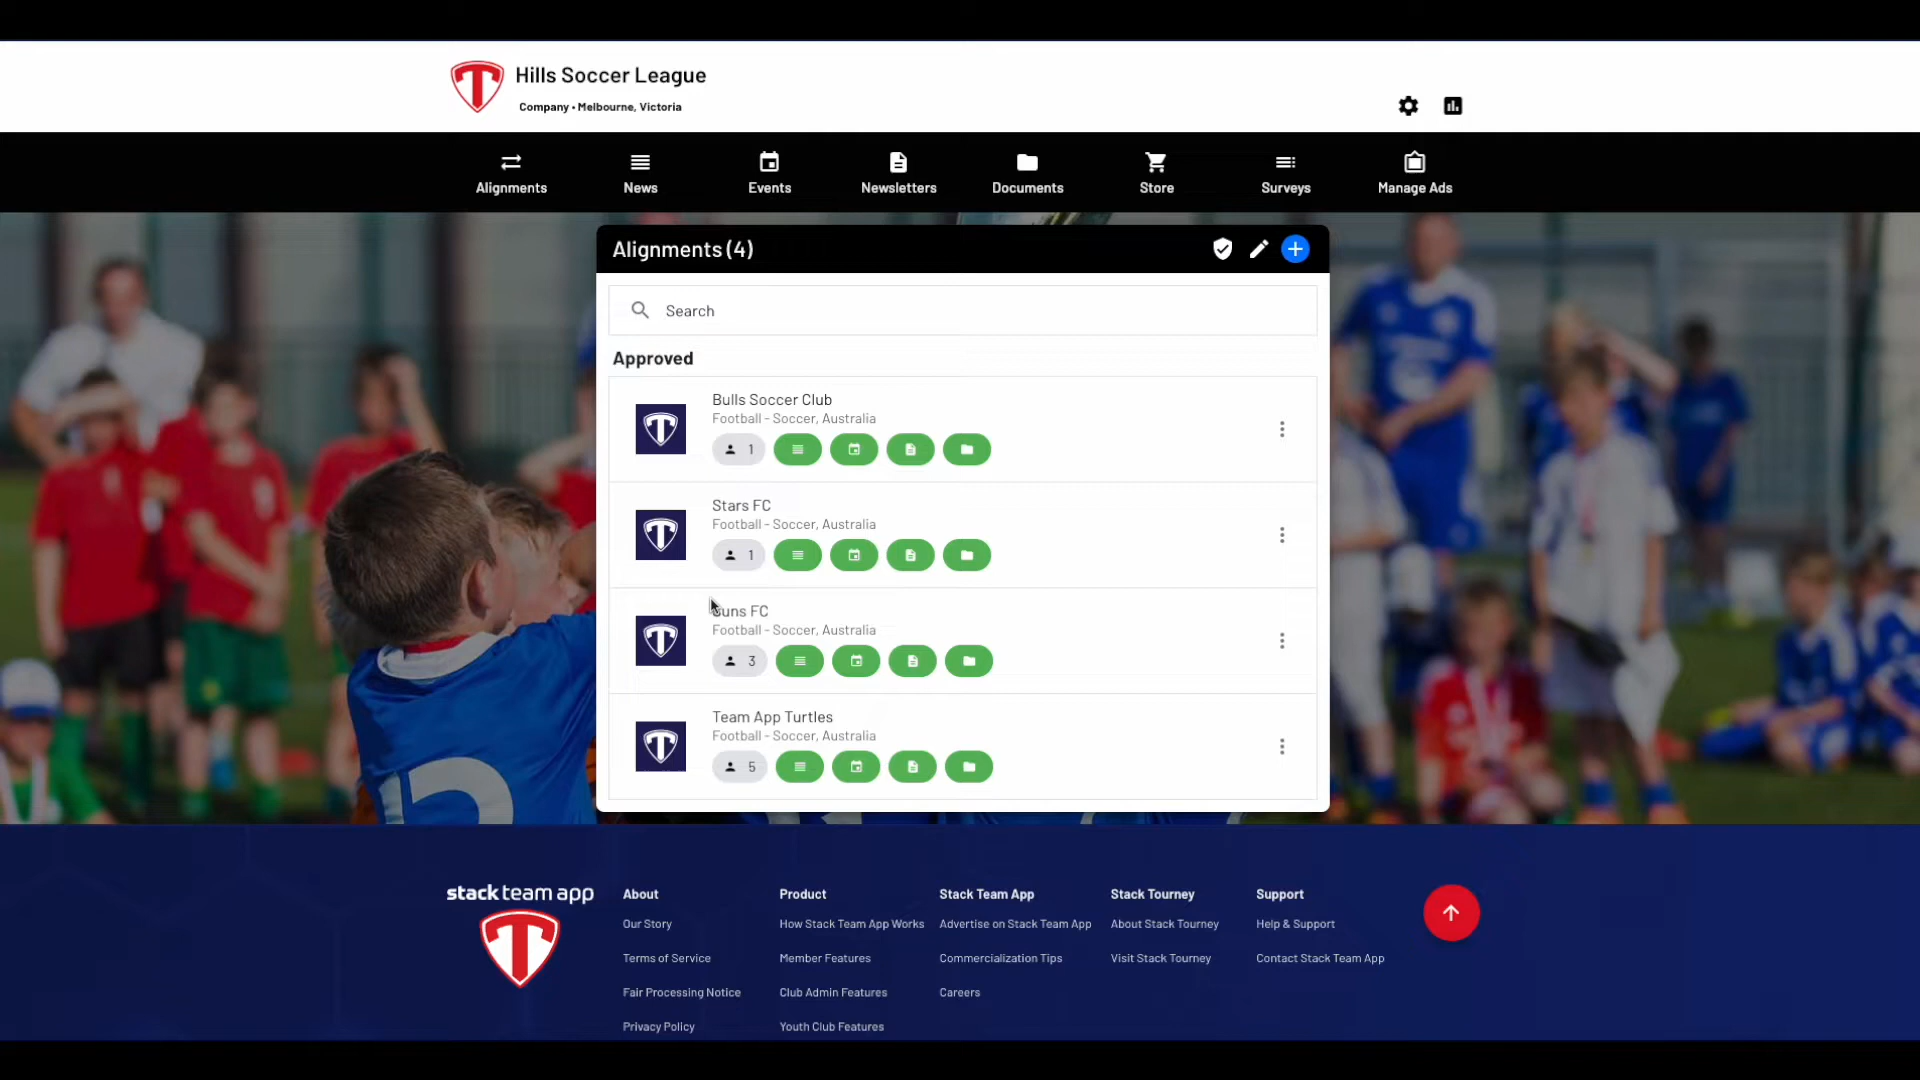 Hills Soccer League
Company • Melbourne, Victoria
Alignments
News
Events
Newsletters
Documents
Store
Surveys
Manage Ads
Alignments (4)
Search
Approved
Bulls Soccer Club
Football - Soccer, Australia
1
Stars FC
Football - Soccer, Australia
1
Suns FC
Football - Soccer, Australia
3
Team App Turtles
Football - Soccer, Australia
5
stack team app
About
Our Story
Terms of Service
Fair Processing Notice
Privacy Policy
Product
How Stack Team App Works
Member Features
Club Admin Features
Youth Club Features
Stack Team App
Advertise on Stack Team App
Commercialization Tips
Careers
Stack Tourney
About Stack Tourney
Visit Stack Tourney
Support
Help & Support
Contact Stack Team App